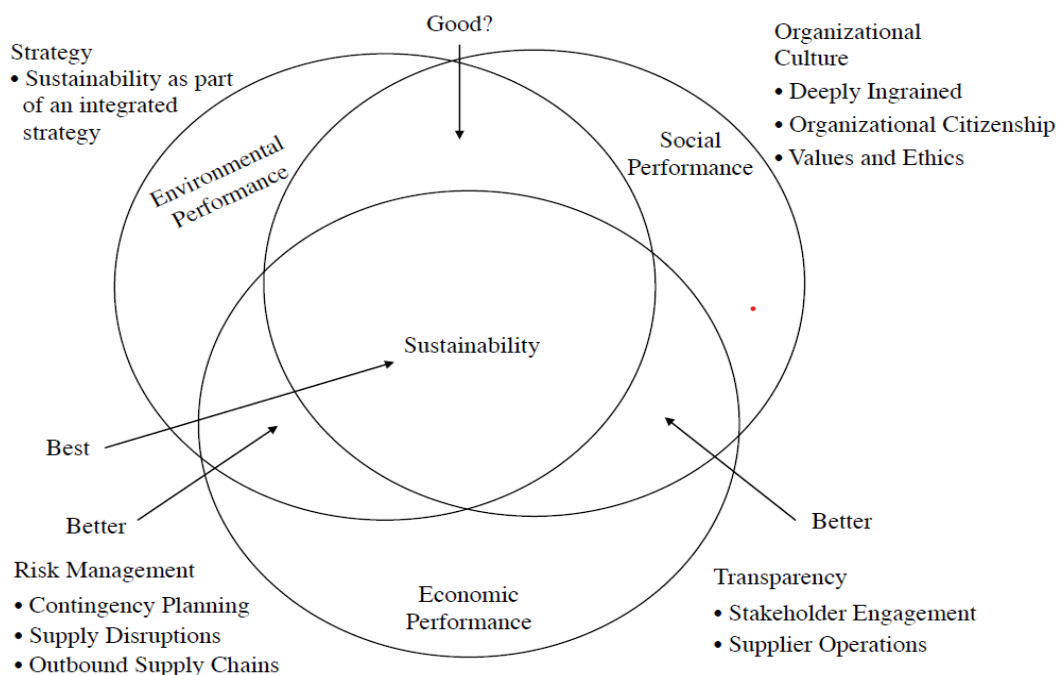 Good?
Strategy
• Sustainability as part
of an integrated
strategy
Organizational
Culture
• Deeply Ingrained
• Organizational Citizenship
• Values and Ethics
Environmental
Performance
Social
Performance
Sustainability
Best
Better
Better
Risk Management
• Contingency Planning
• Supply Disruptions
• Outbound Supply Chains
Economic
Performance
Transparency
• Stakeholder Engagement
• Supplier Operations